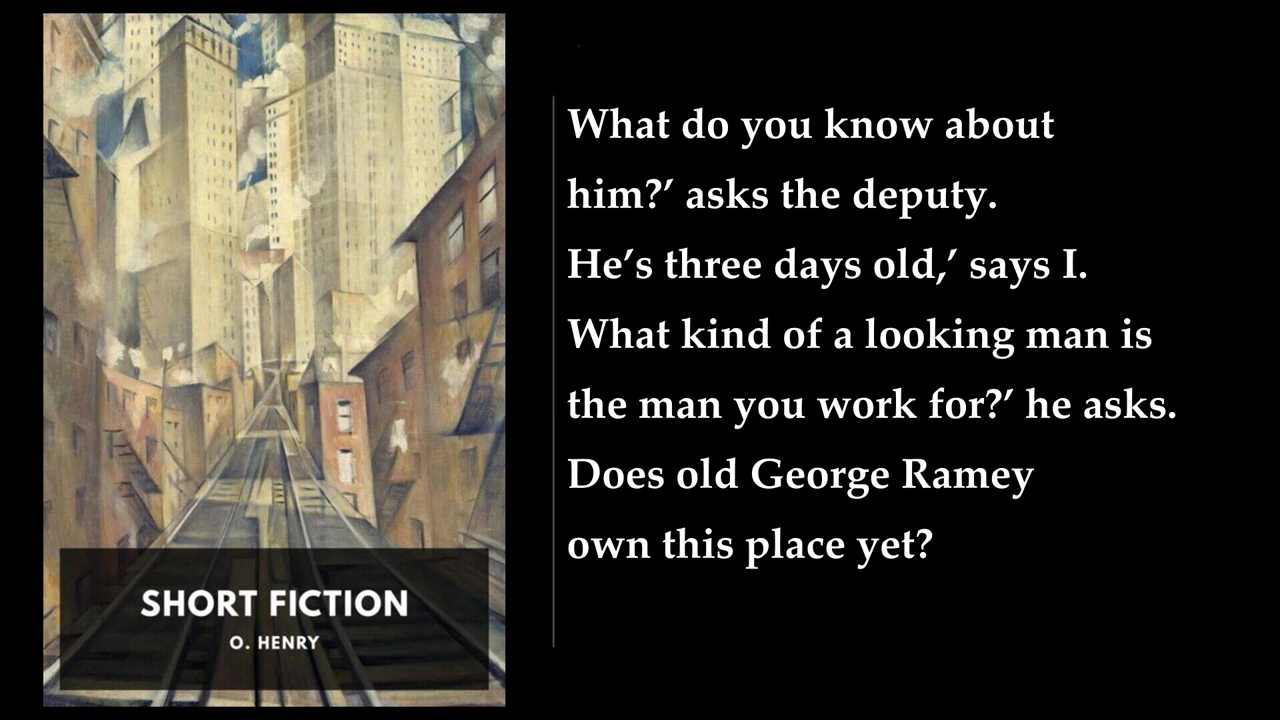 SHORT FICTION
O. HENRY
What do you know about
him?’ asks the deputy.
He’s three days old,’ says I.
What kind of a looking man is
the man you work for?’ he asks.
Does old George Ramey
own this place yet?